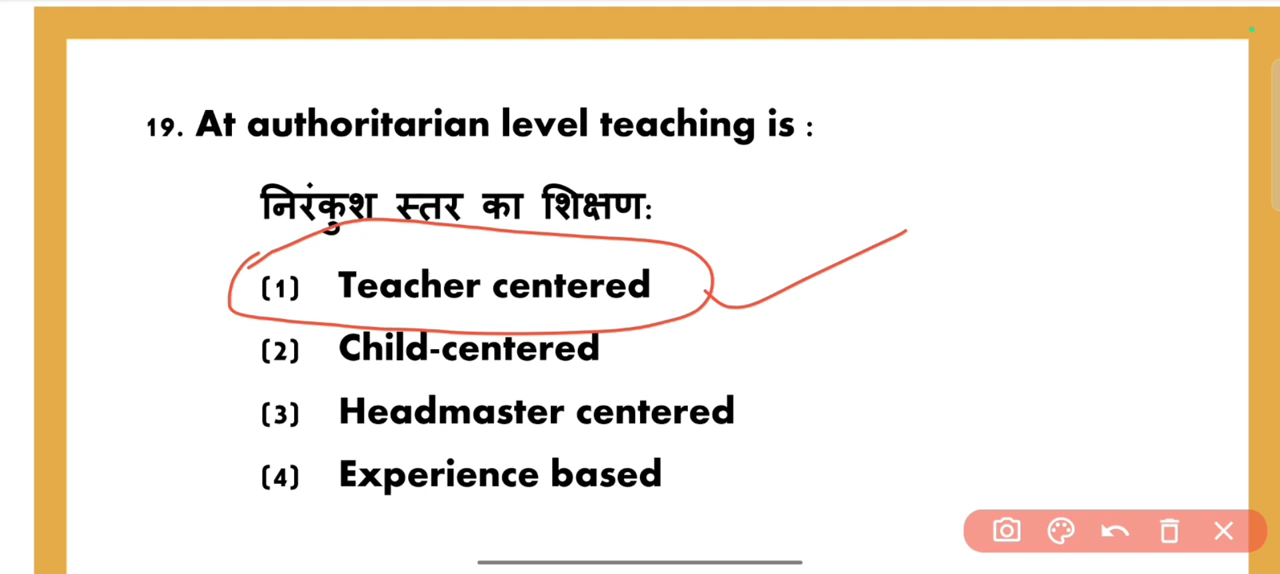 19. At authoritarian level teaching is :
निरंकुश स्तर का शिक्षण:
(1) Teacher centered
(2) Child-centered
(3) Headmaster centered
(4) Experience based